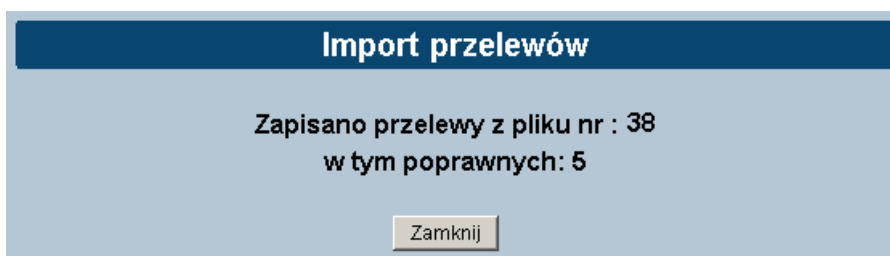 Import przelewów
Zapisano przelewy z pliku nr : 38
w tym poprawnych: 5
Zamknij